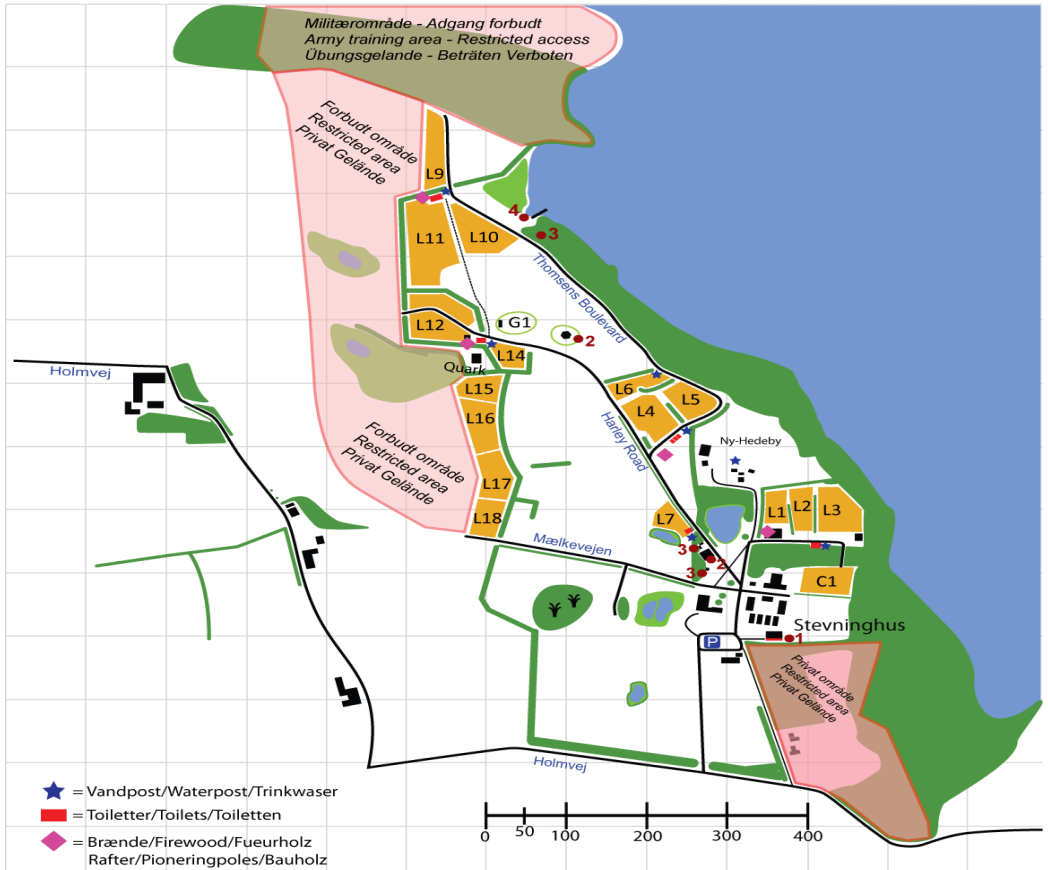 Militærområde - Adgang forbudt
Army training area - Restricted access
Übungsgelande - Beträten Verboten
Forbudt område
Restricted area
Privat Gelände
L9
4
3
L11
L10
Thomsens Boulevard
L12
G1
2
L14
Quark
Holmvej
L15
L6
L5
L4
L16
Harley Road
Ny-Hedeby
Forbudt område
Restricted area
Privat Gelände
L17
L18
L7
L1
L2
L3
Mælkevejen
3
2
3
C1
Stevninghus
P
1
Privat område
Restricted area
Privat Gelände
Holmvej
= Vandpost/Waterpost/Trinkwaser
= Toiletter/Toilets/Toiletten
= Brænde/Firewood/Fueurholz
Rafter/Pioneringpoles/Bauholz
0 50 100 200 300 400